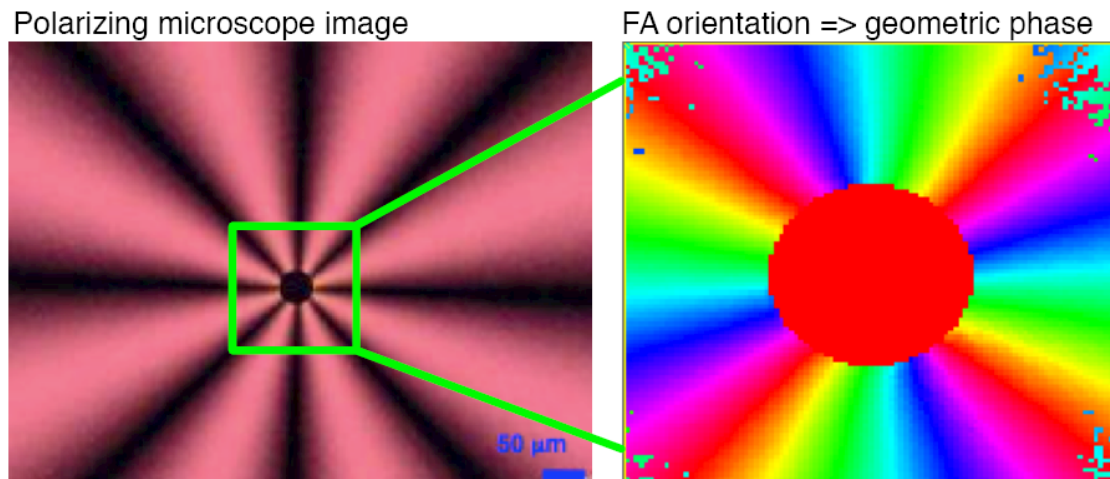 Polarizing microscope image
FA orientation => geometric phase
50 μm